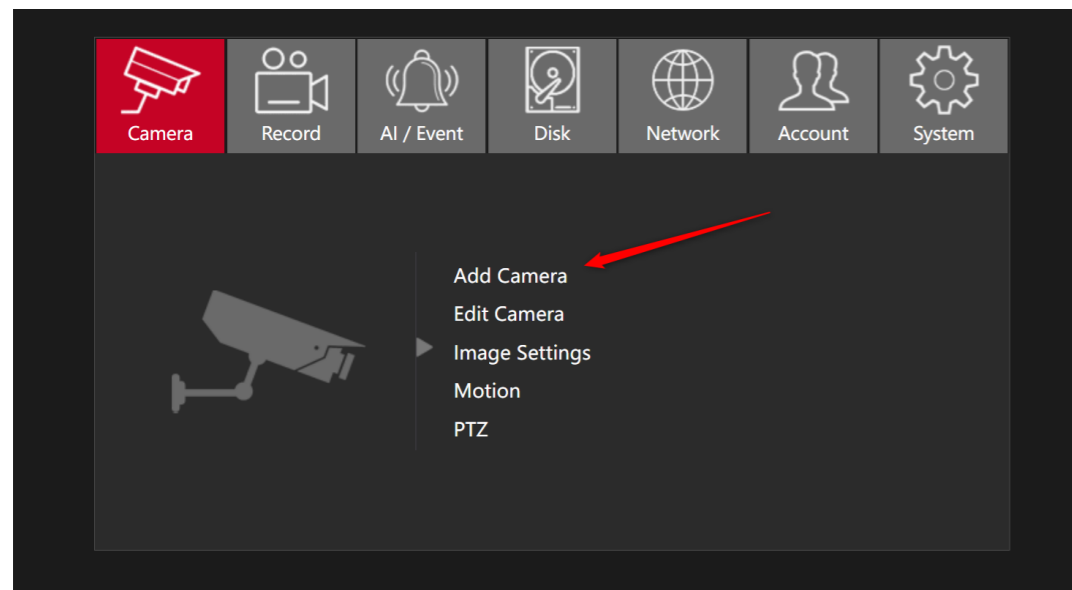 Camera Record AI / Event Disk Network Account System
Add Camera
Edit Camera
Image Settings
Motion
PTZ